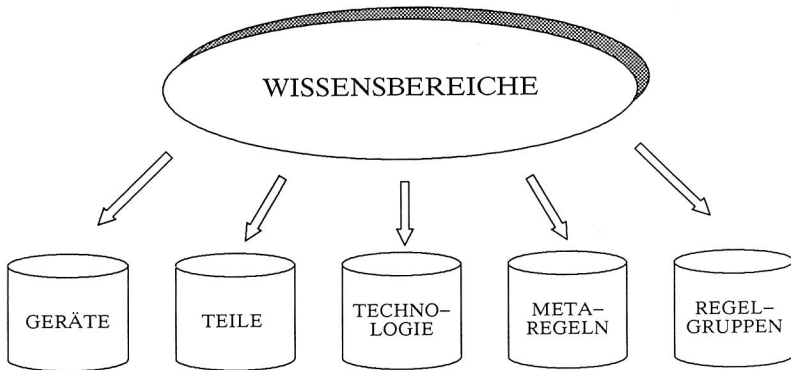 WISSENSBEREICHE
GERÄTE
TEILE
TECHNO-
LOGIE
META-
REGELN
REGEL-
GRUPPEN